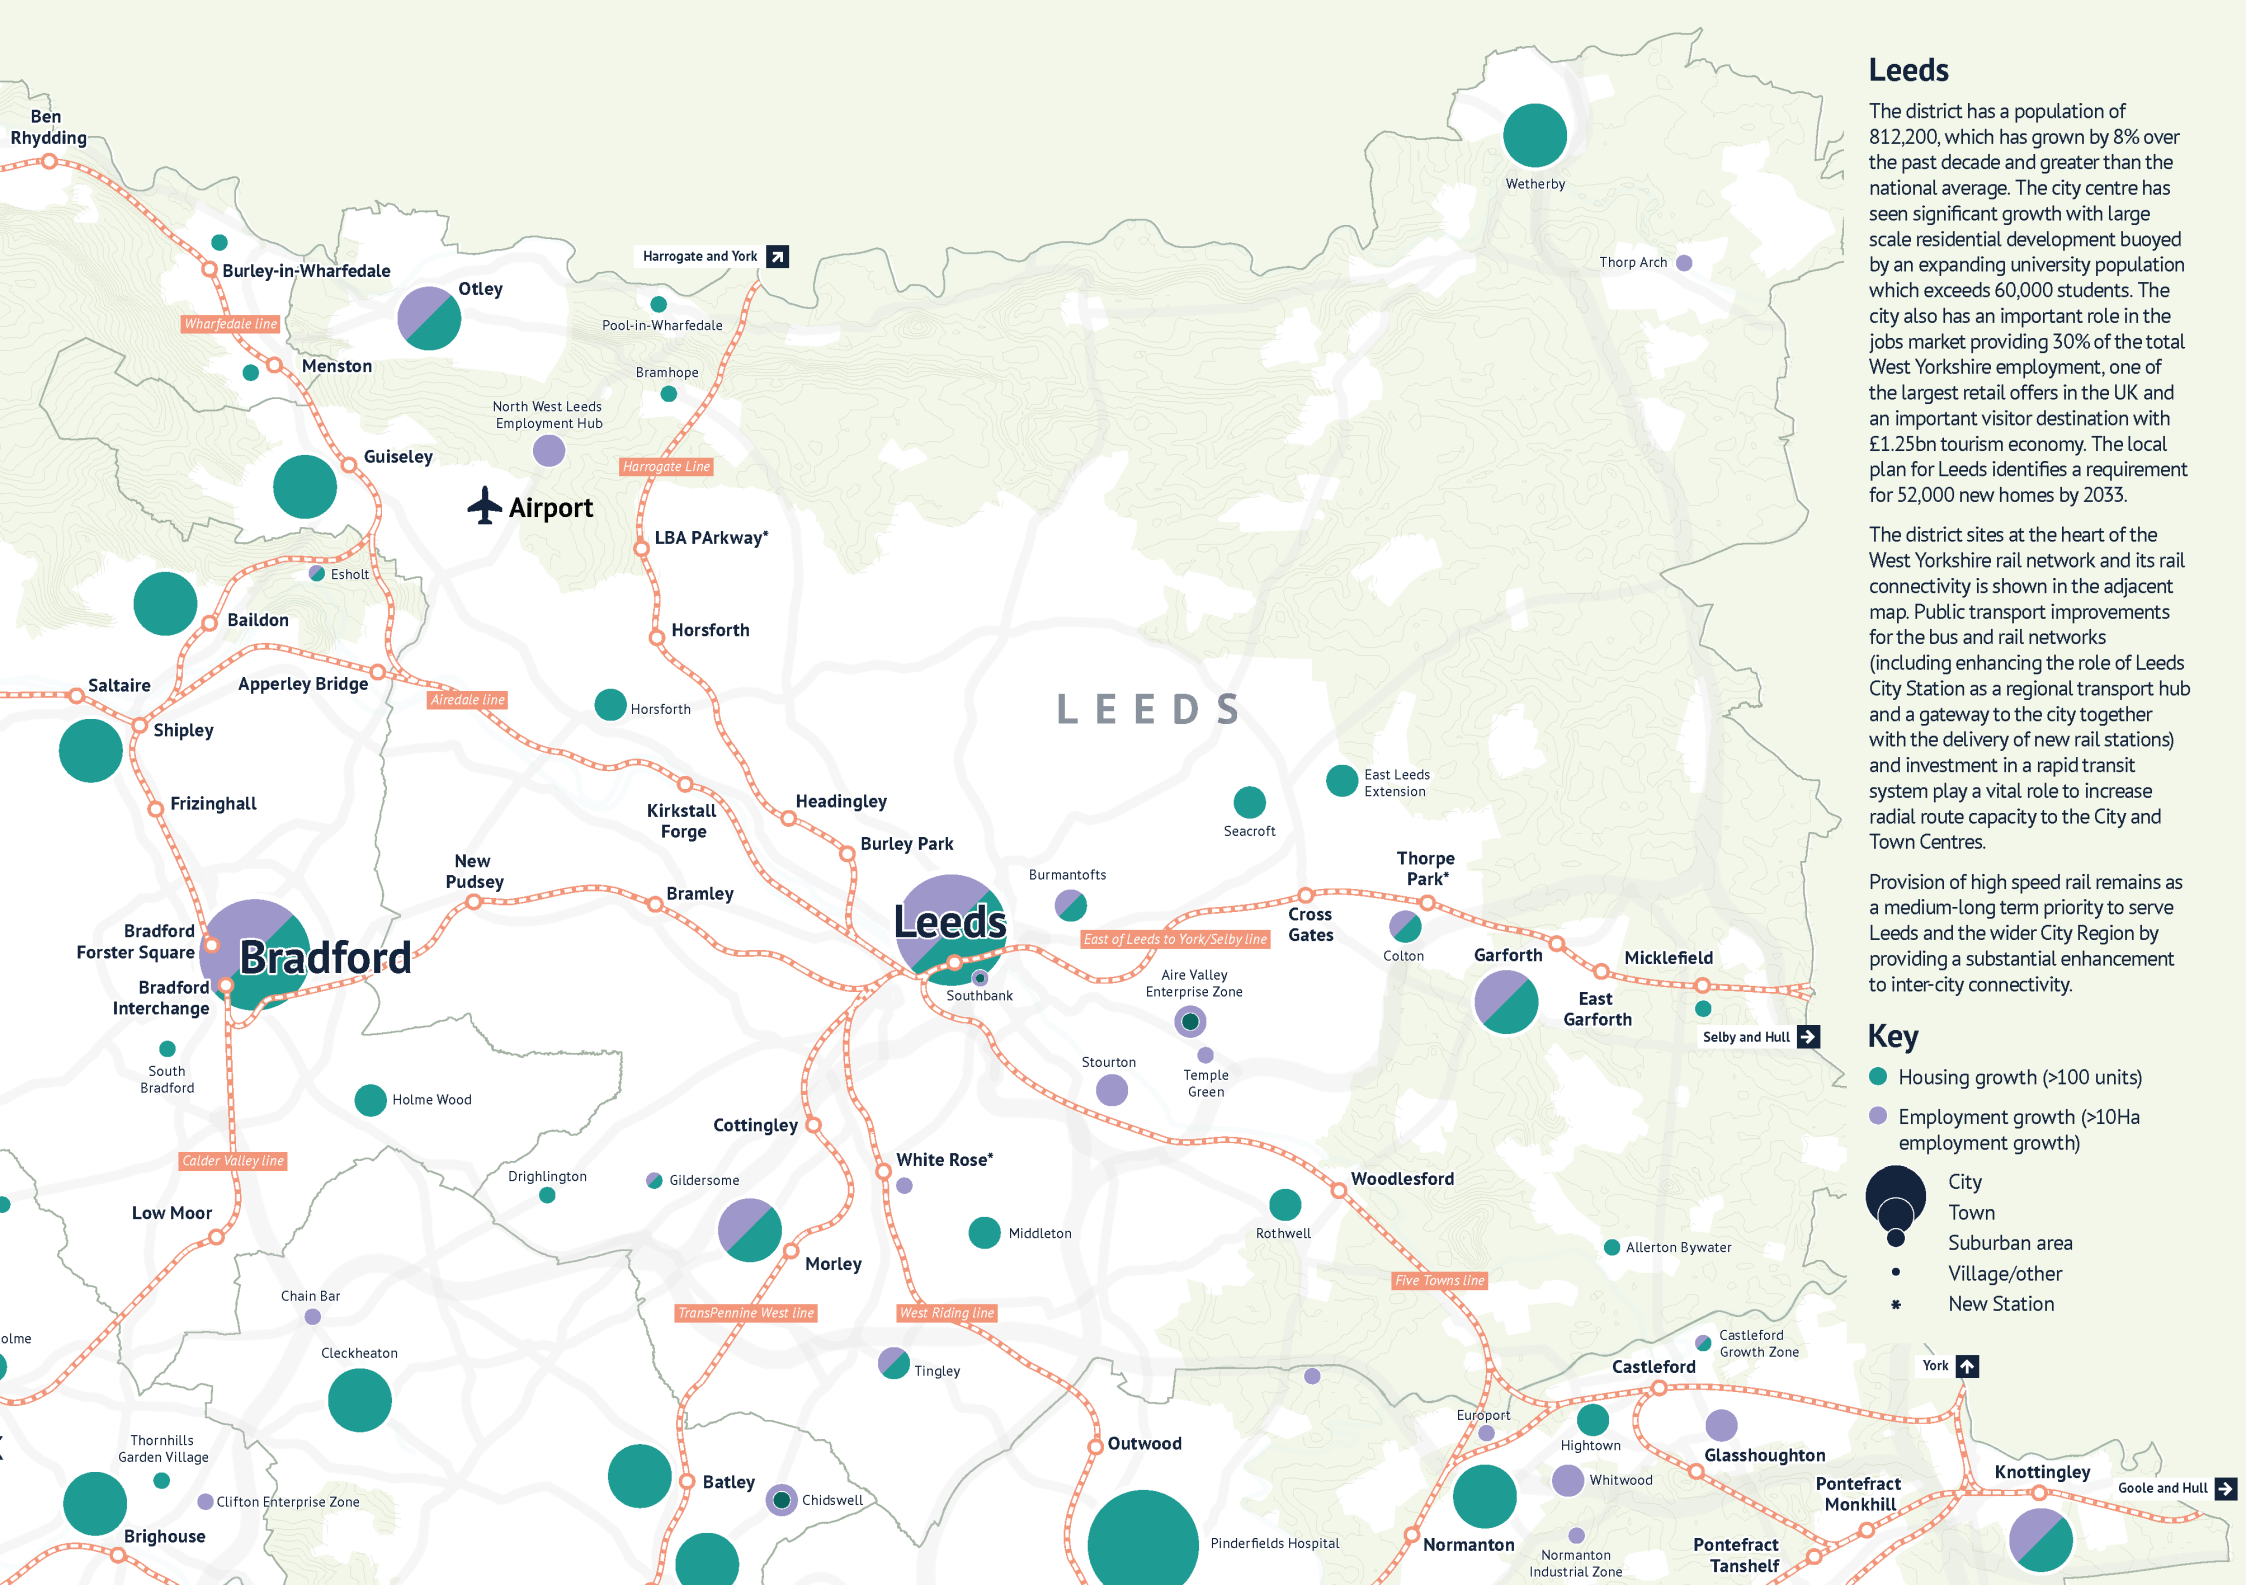 Ben
Rhydding
Burley-in-Wharfedale
Wharfedale line
Otley
Menston
Harrogate and York
Pool-in-Wharfedale
Bramhope
North West Leeds
Employment Hub
Guiseley
Harrogate Line
Airport
LBA PArkway*
Esholt
Baildon
Horsforth
Saltaire
Apperley Bridge
Airedale line
Shipley
Horsforth
LEEDS
Wetherby
Thorp Arch
Frizinghall
Kirkstall
Forge
Headingley
Burley Park
East Leeds
Extension
Seacroft
New
Pudsey
Bramley
Leeds
Burmantofts
Thorpe
Park*
Cross
Gates
Bradford
Forster Square
Bradford
Bradford
Interchange
East of Leeds to York/Selby line
Colton
Garforth
Micklefield
East
Garforth
Southbank
Aire Valley
Enterprise Zone
Selby and Hull
South
Bradford
Holme Wood
Stourton
Temple
Green
Cottingley
Calder Valley line
White Rose*
Drighlington
Gildersome
Woodlesford
Low Moor
Middleton
Rothwell
Allerton Bywater
Morley
Five Towns line
Chain Bar
TransPennine West line
West Riding line
olme
Cleckheaton
Tingley
Castleford
Growth Zone
Castleford
York
Europort
Thornhills
Garden Village
Outwood
Hightown
Glasshoughton
Clifton Enterprise Zone
Batley
Chidswell
Whitwood
Pontefract
Monkhill
Knottingley
Goole and Hull
Brighouse
Pinderfields Hospital
Normanton
Normanton
Industrial Zone
Pontefract
Tanshelf
Leeds
The district has a population of
812,200, which has grown by 8% over
the past decade and greater than the
national average. The city centre has
seen significant growth with large
scale residential development buoyed
by an expanding university population
which exceeds 60,000 students. The
city also has an important role in the
jobs market providing 30% of the total
West Yorkshire employment, one of
the largest retail offers in the UK and
an important visitor destination with
£1.25bn tourism economy. The local
plan for Leeds identifies a requirement
for 52,000 new homes by 2033.
The district sites at the heart of the
West Yorkshire rail network and its rail
connectivity is shown in the adjacent
map. Public transport improvements
for the bus and rail networks
(including enhancing the role of Leeds
City Station as a regional transport hub
and a gateway to the city together
with the delivery of new rail stations)
and investment in a rapid transit
system play a vital role to increase
radial route capacity to the City and
Town Centres.
Provision of high speed rail remains as
a medium-long term priority to serve
Leeds and the wider City Region by
providing a substantial enhancement
to inter-city connectivity.
Key
Housing growth (>100 units)
Employment growth (>10Ha
employment growth)
City
Town
Suburban area
Village/other
* New Station